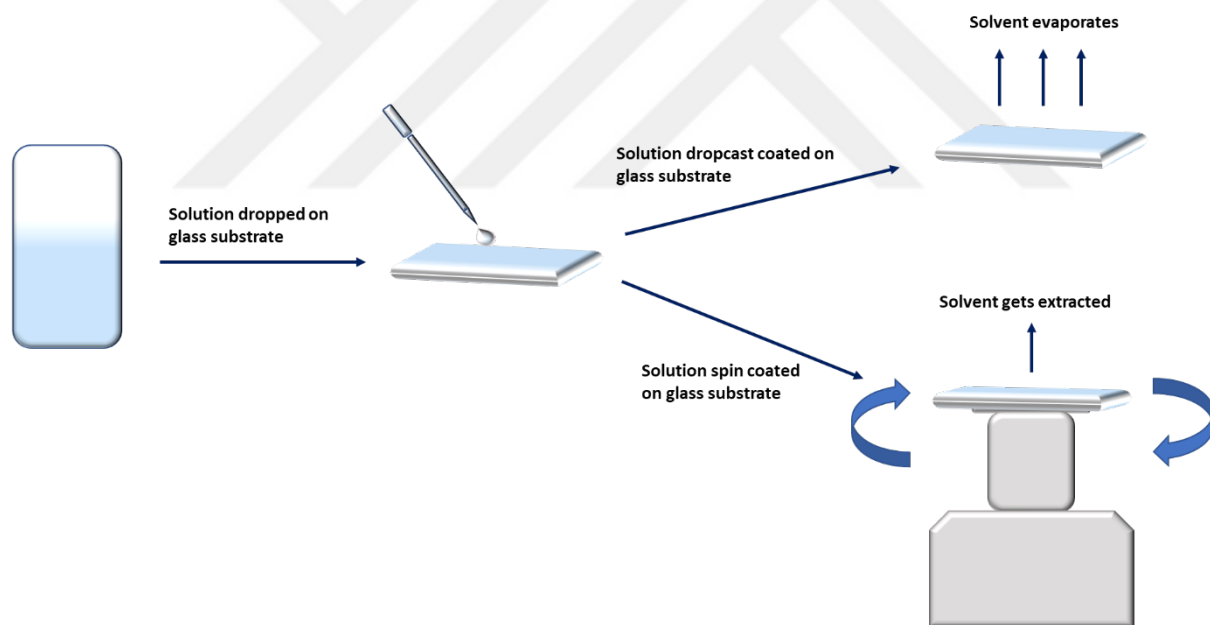 Solvent evaporates
Solution dropcast coated on
glass substrate
Solution dropped on
glass substrate
Solvent gets extracted
Solution spin coated
on glass substrate